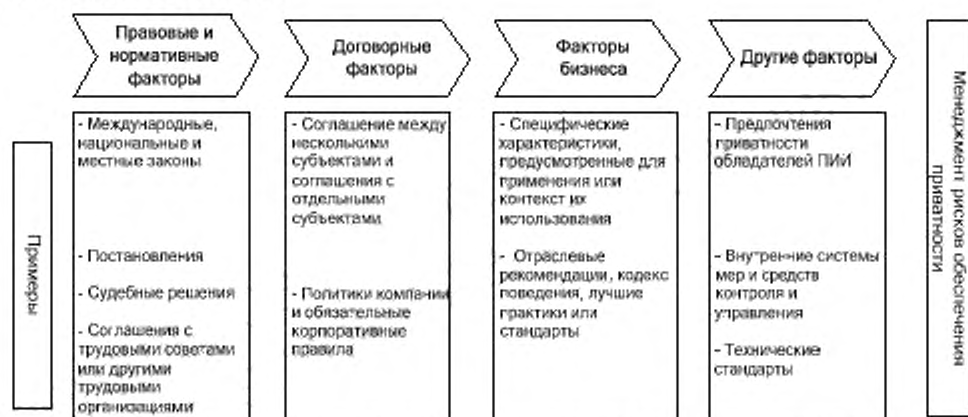 Правовые и
нормативные
факторы
Договорные
факторы
Факторы
бизнеса
Другие факторы
Примеры
- Международные,
национальные и
местные законы
- Постановления
- Судебные решения
- Соглашения с
трудовыми советами
или другими
трудовыми
организациями
- Соглашение между
несколькими
субъектами и
соглашения с
отдельными
субъектами
- Политики компании
и обязательные
корпоративные
правила
- Специфические
характеристики,
предусмотренные для
применения или
контекст их
использования
- Отраслевые
рекомендации, кодекс
поведения, лучшие
практики или
стандарты
- Предпочтения
приватности
обладателей ПИИ
- Внутренние системы
мер и средств
контроля и
управления
- Технические
стандарты
Менеджмент рисков обеспечения
приватности